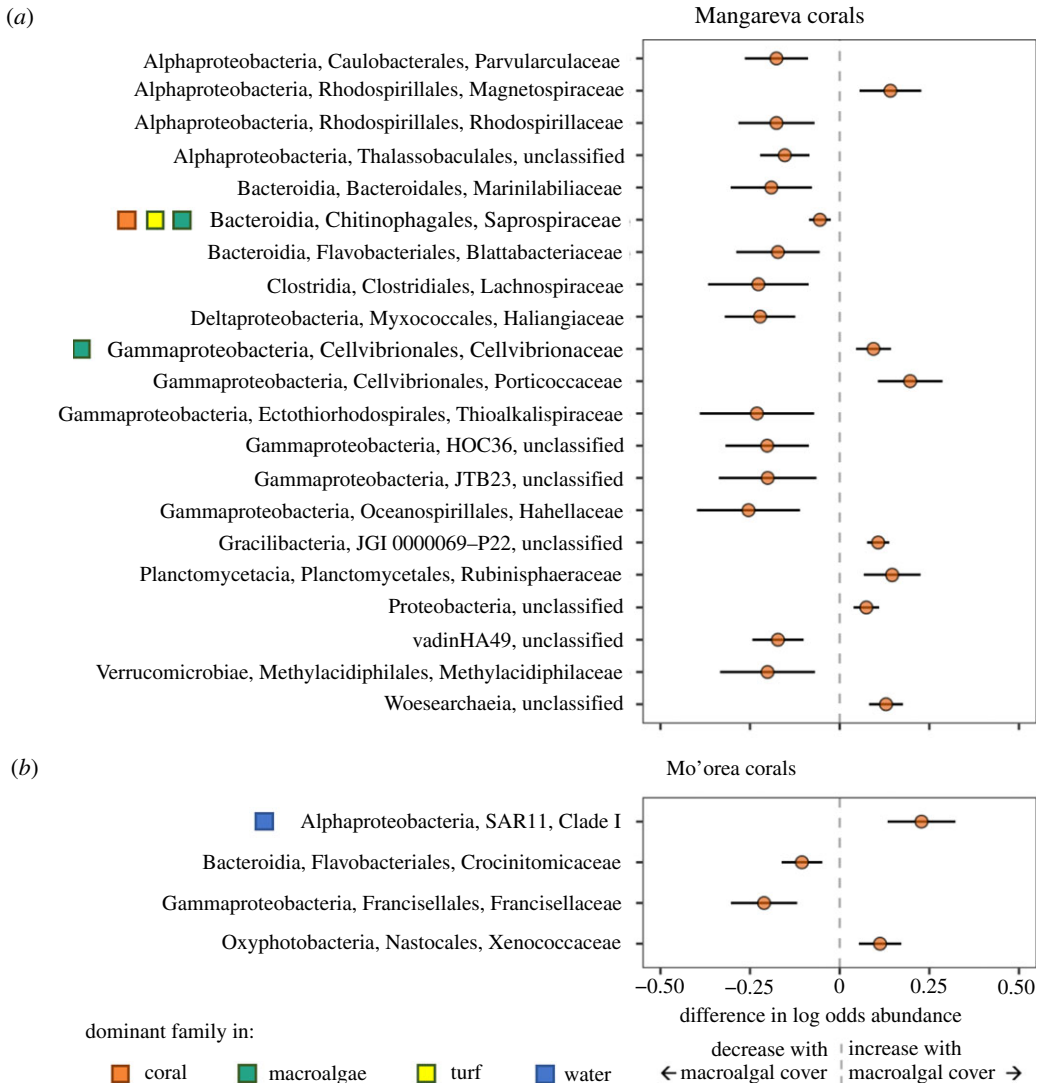 (a)
Mangareva corals
Alphaproteobacteria, Caulobacterales, Parvularculaceae
Alphaproteobacteria, Rhodospirillales, Magnetospiraceae
Alphaproteobacteria, Rhodospirillales, Rhodospirillaceae
Alphaproteobacteria, Thalassobaculales, unclassified
Bacteroidia, Bacteroidales, Marinilabiliaceae
Bacteroidia, Chitinophagales, Saprospiraceae
Bacteroidia, Flavobacteriales, Blattabacteriaceae
Clostridia, Clostridiales, Lachnospiraceae
Deltaproteobacteria, Myxococcales, Haliangiaceae
Gammaproteobacteria, Cellvibrionales, Cellvibrionaceae
Gammaproteobacteria, Cellvibrionales, Porticoccaceae
Gammaproteobacteria, Ectothiorhodospirales, Thioalkalispiraceae
Gammaproteobacteria, HOC36, unclassified
Gammaproteobacteria, JTB23, unclassified
Gammaproteobacteria, Oceanospirillales, Hahellaceae
Gracilibacteria, JGI 0000069–P22, unclassified
Planctomycetacia, Planctomycetales, Rubinisphaeraceae
Proteobacteria, unclassified
vadinHA49, unclassified
Verrucomicrobiae, Methylacidiphilales, Methylacidiphilaceae
Woesearchaeia, unclassified
(b)
Mo’orea corals
Alphaproteobacteria, SAR11, Clade I
Bacteroidia, Flavobacteriales, Crocinitomicaceae
Gammaproteobacteria, Francisellales, Francisellaceae
Oxyphotobacteria, Nastocales, Xenococcaceae
−0.50 −0.25 0 0.25 0.50
difference in log odds abundance
dominant family in:
coral macroalgae turf water
decrease with increase with
← macroalgal cover macroalgal cover →